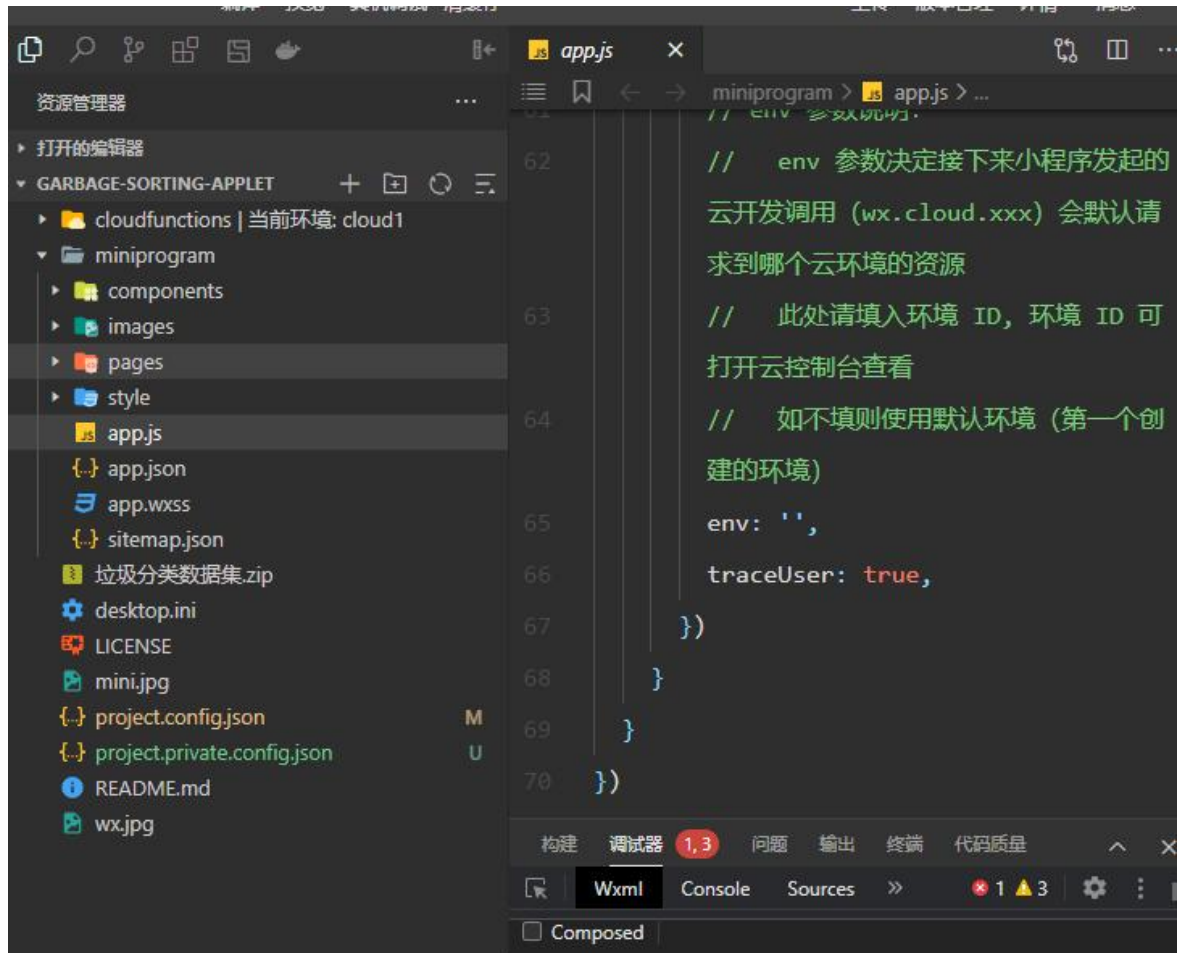 资源管理器
打开的编辑器
GARBAGE-SORTING-APPLET
cloudfunctions | 当前环境: cloud1
miniprogram
components
images
pages
style
app.js
app.json
app.wxss
sitemap.json
垃圾分类数据集.zip
desktop.ini
LICENSE
mini.jpg
project.config.json M
project.private.config.json U
README.md
wx.jpg
app.js
miniprogram > app.js > ...
61 // env 参数说明:
62 //   env 参数决定接下来小程序发起的
云开发调用 (wx.cloud.xxx) 会默认请
求到哪个云环境的资源
63 //   此处请填入环境 ID, 环境 ID 可
打开云控制台查看
64 //   如不填则使用默认环境 (第一个创
建的环境)
65 env: '',
66 traceUser: true,
67 })
68 }
69 }
70 })
构建 调试器 1, 3 问题 输出 终端 代码质量
Wxml Console Sources » 1 3
Composed